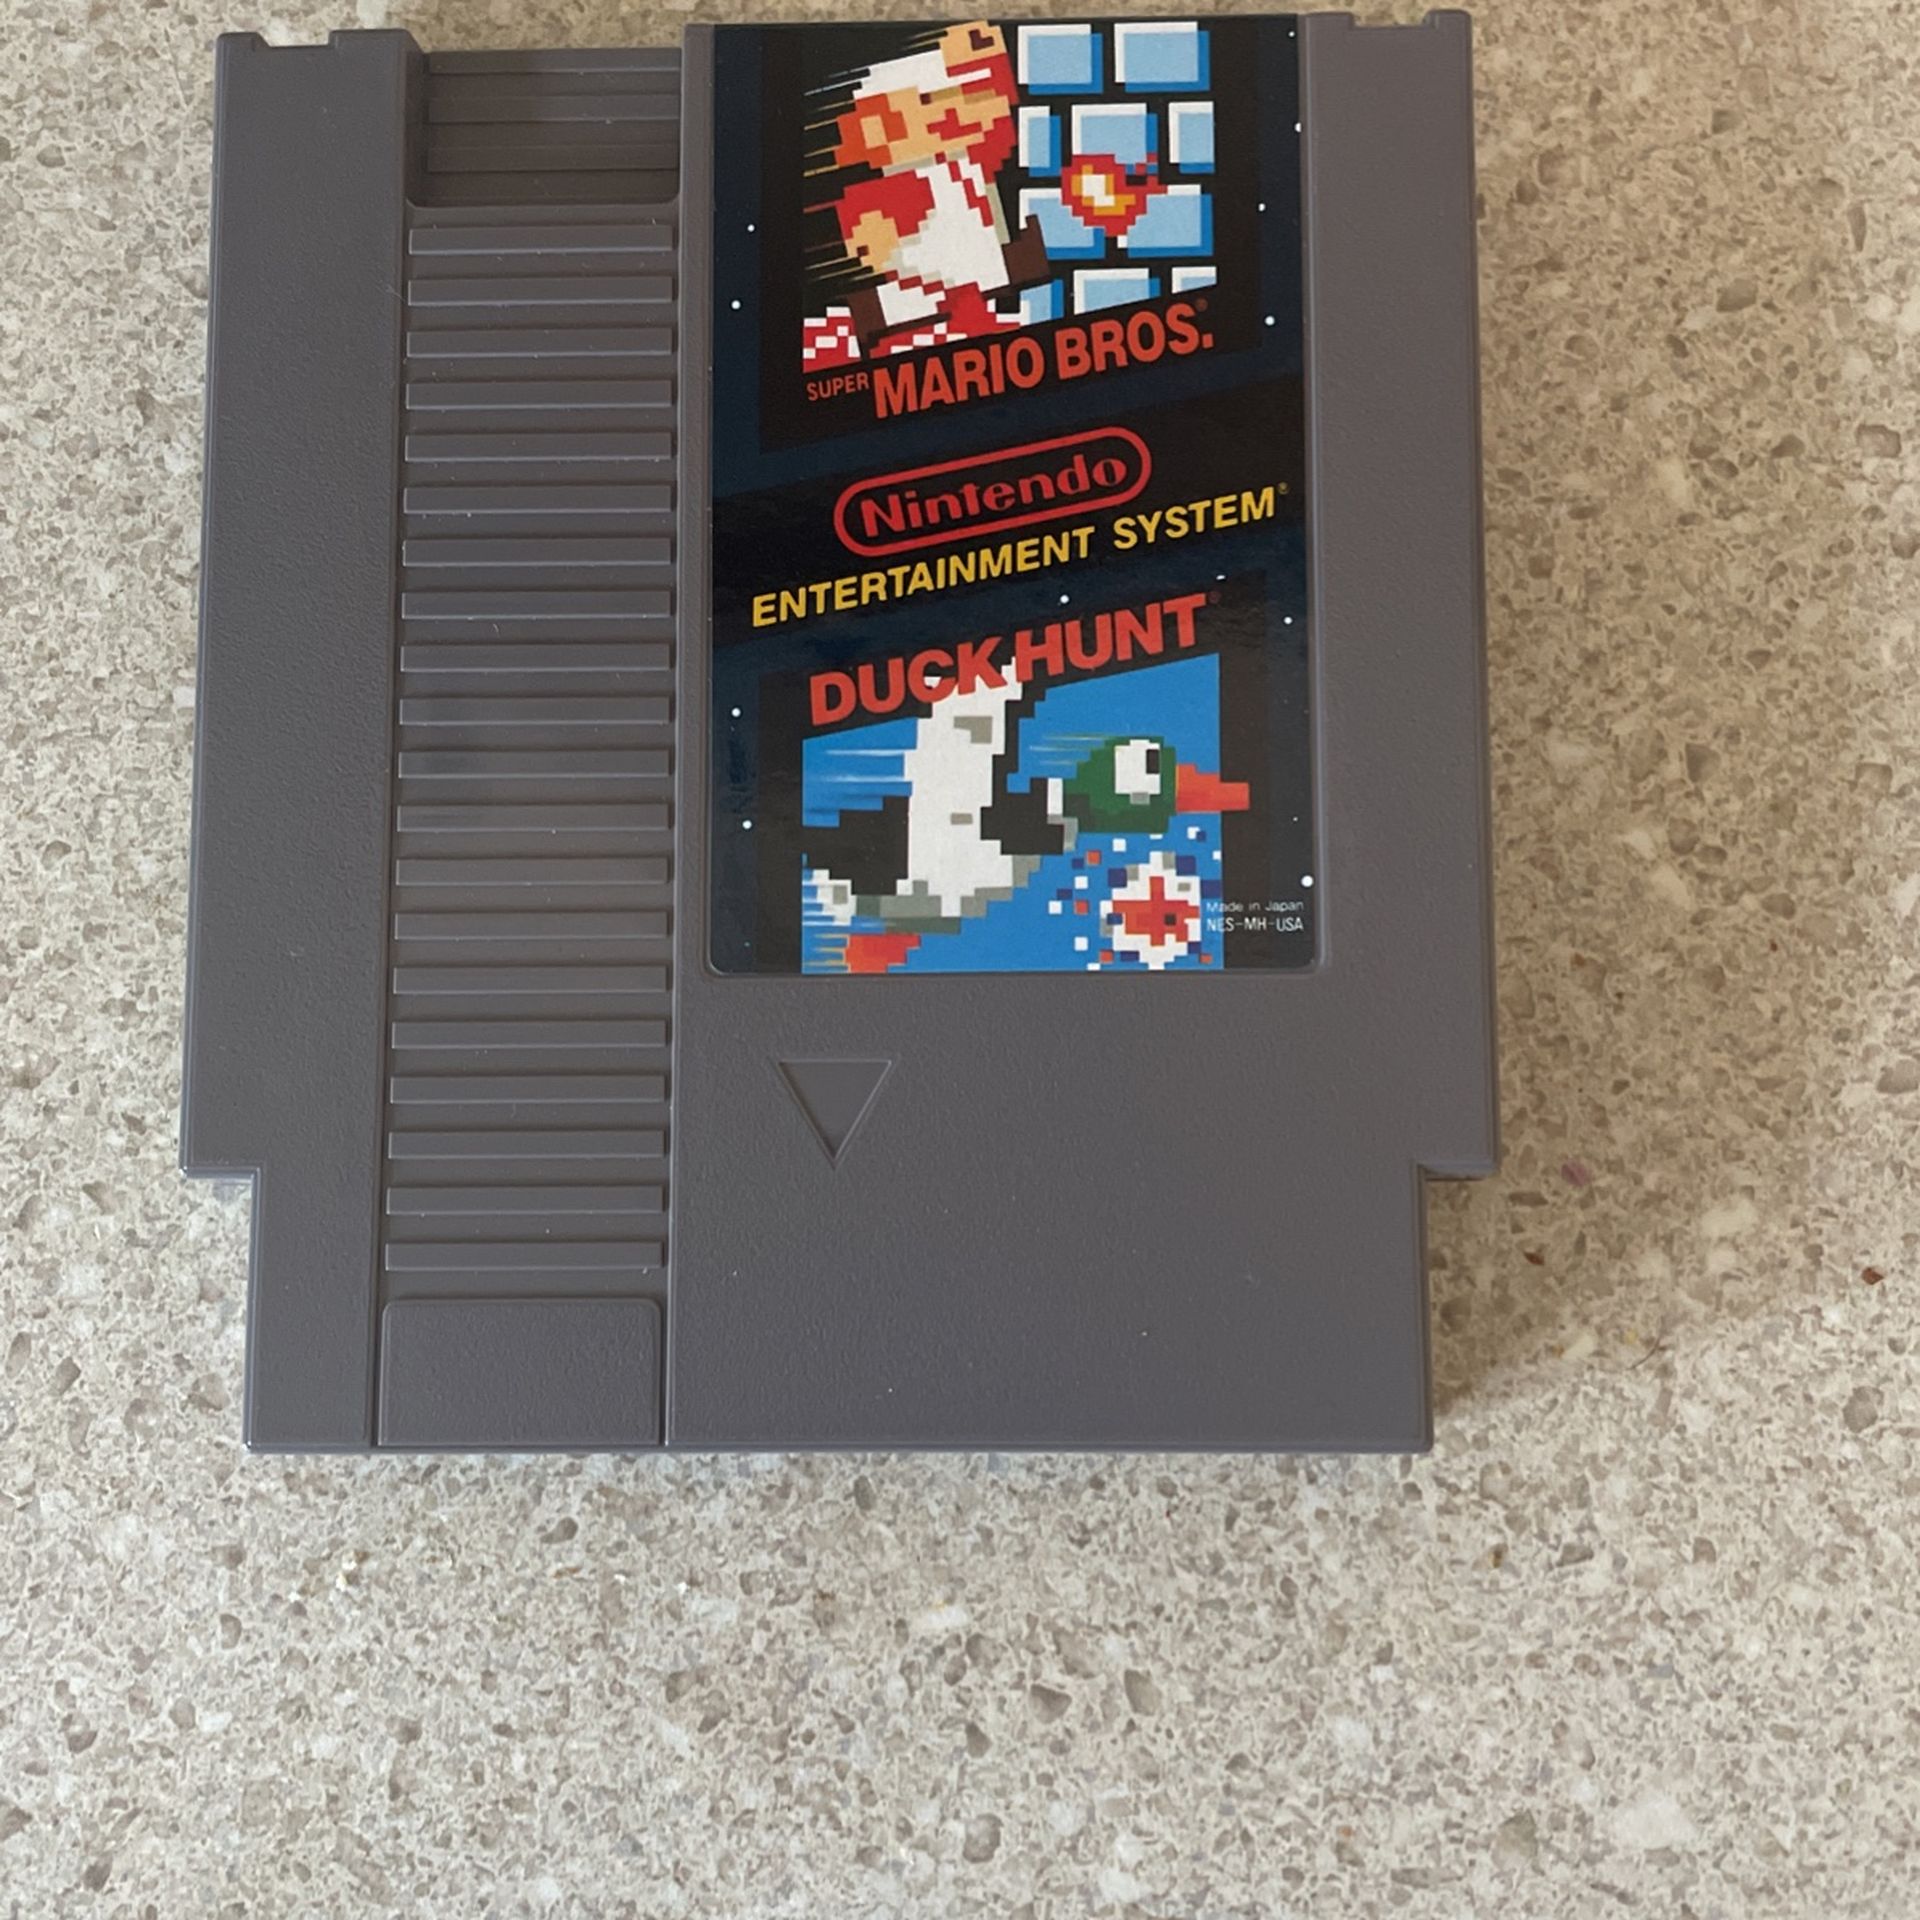 SUPER MARIO BROS.®
Nintendo
ENTERTAINMENT SYSTEM®
DUCK HUNT®
Made in Japan
NES-MH-USA